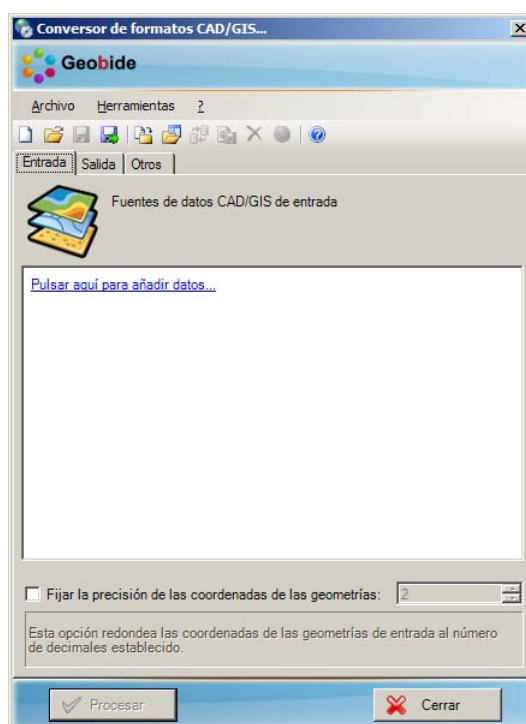 Conversor de formatos CAD/GIS...
Geobide
Archivo Herramientas ?
Entrada Salida Otros
Fuentes de datos CAD/GIS de entrada
Pulsar aquí para añadir datos...
Fijar la precisión de las coordenadas de las geometrías: 2
Esta opción redondea las coordenadas de las geometrías de entrada al número
de decimales establecido.
Procesar Cerrar